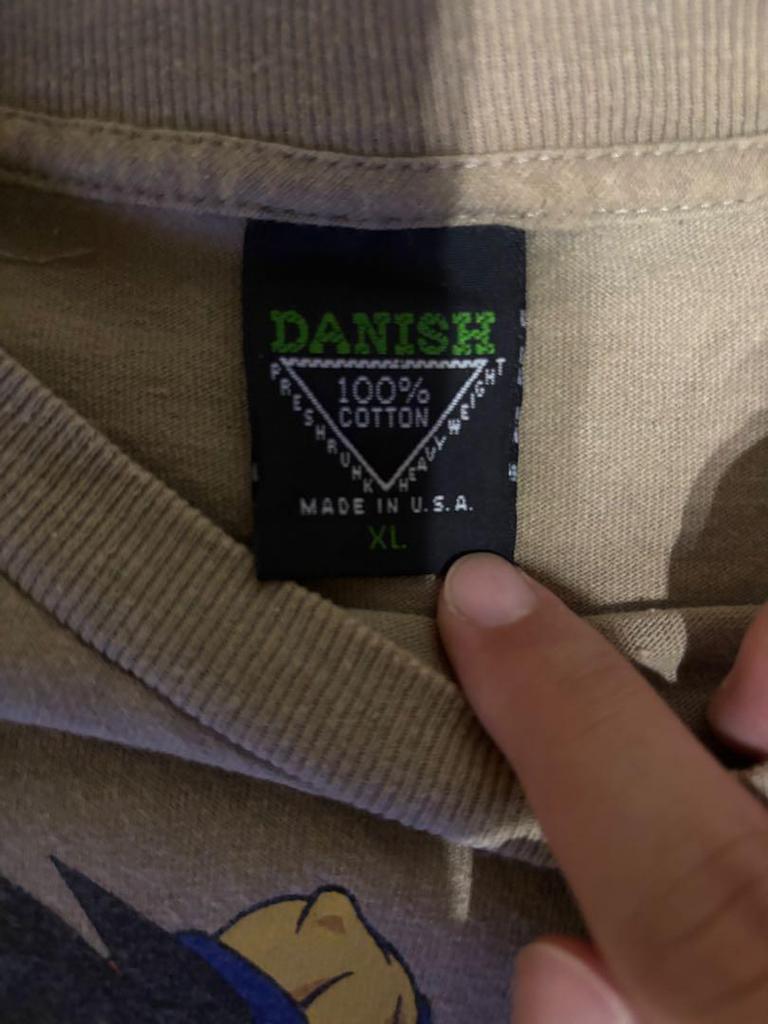 DANISH
100%
COTTON
PRESHRUNK HEAVYWEIGHT
MADE IN U.S.A.
XL